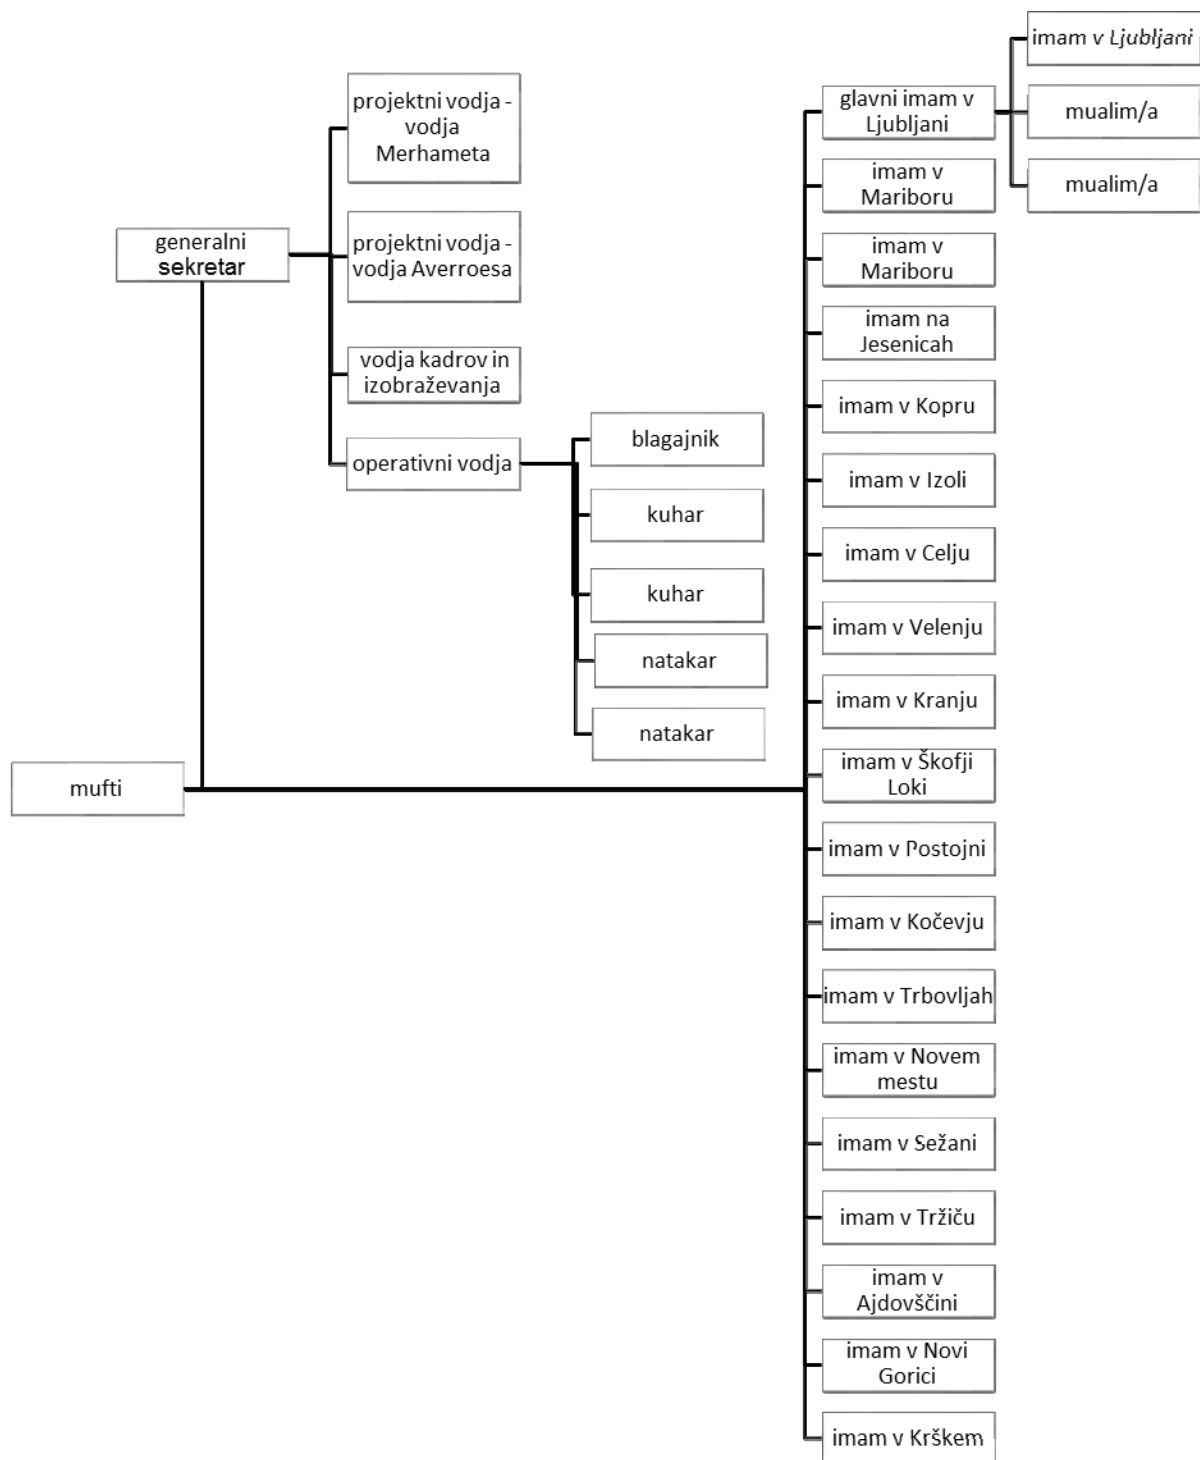 mufti
generalni
sekretar
projektni vodja -
vodja
Merhameta
projektni vodja -
vodja Averroesa
vodja kadrov in
izobraževanja
operativni vodja
blagajnik
kuhar
kuhar
natakar
natakar
glavni imam v
Ljubljani
imam v Ljubljani
mualim/a
mualim/a
imam v
Mariboru
imam v
Mariboru
imam na
Jesenicah
imam v Kopru
imam v Izoli
imam v Celju
imam v Velenju
imam v Kranju
imam v Škofji
Loki
imam v Postojni
imam v Kočevju
imam v Trbovljah
imam v Novem
mestu
imam v Sežani
imam v Tržiču
imam v
Ajdovščini
imam v Novi
Gorici
imam v Krškem